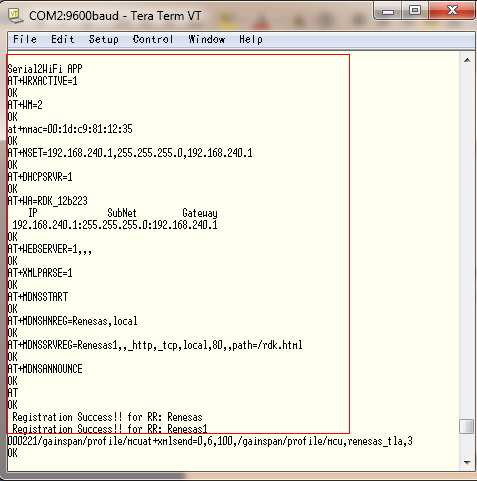 COM2:9600baud - Tera Term VT
File Edit Setup Control Window Help
Serial2WiFi APP
AT+WRXACTIVE=1
OK
AT+WM=2
OK
at+nmac=00:1d:c9:81:12:35
OK
AT+NSET=192.168.240.1,255.255.255.0,192.168.240.1
OK
AT+DHCPSRVR=1
OK
AT+WA=RDK_12b223
IP SubNet Gateway
192.168.240.1:255.255.255.0:192.168.240.1
OK
AT+WEBSERVER=1,,,
OK
AT+XMLPARSE=1
OK
AT+MDNSSTART
OK
AT+MDNSHNREG=Renesas,local
OK
AT+MDNSSRVREG=Renesas1,,_http,_tcp,local,80,,path=/rdk.html
OK
AT+MDNSANNOUNCE
OK
AT
OK
Registration Success!! for RR: Renesas
Registration Success!! for RR: Renesas1
000221/gainspan/profile/mcuat+xmlsend=0,6,100,/gainspan/profile/mcu,renesas_tla,3
OK